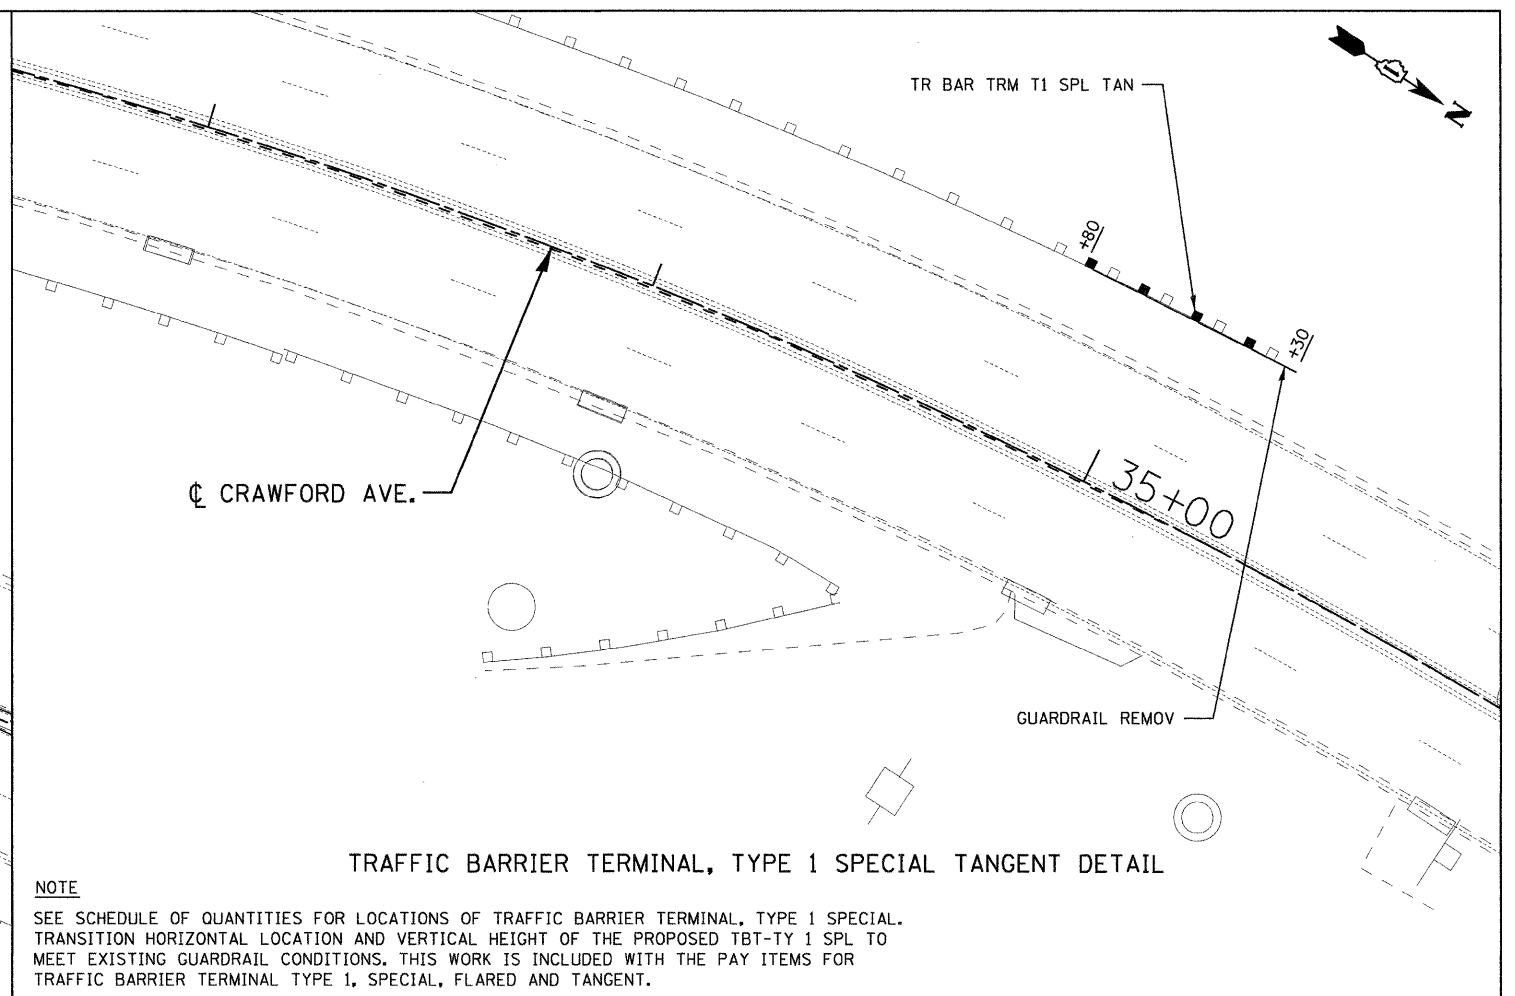 TR BAR TRM T1 SPL TAN
N
+80
+30
℄ CRAWFORD AVE.
35+00
GUARDRAIL REMOV
TRAFFIC BARRIER TERMINAL, TYPE 1 SPECIAL TANGENT DETAIL
NOTE
SEE SCHEDULE OF QUANTITIES FOR LOCATIONS OF TRAFFIC BARRIER TERMINAL, TYPE 1 SPECIAL.
TRANSITION HORIZONTAL LOCATION AND VERTICAL HEIGHT OF THE PROPOSED TBT-TY 1 SPL TO
MEET EXISTING GUARDRAIL CONDITIONS. THIS WORK IS INCLUDED WITH THE PAY ITEMS FOR
TRAFFIC BARRIER TERMINAL TYPE 1, SPECIAL, FLARED AND TANGENT.